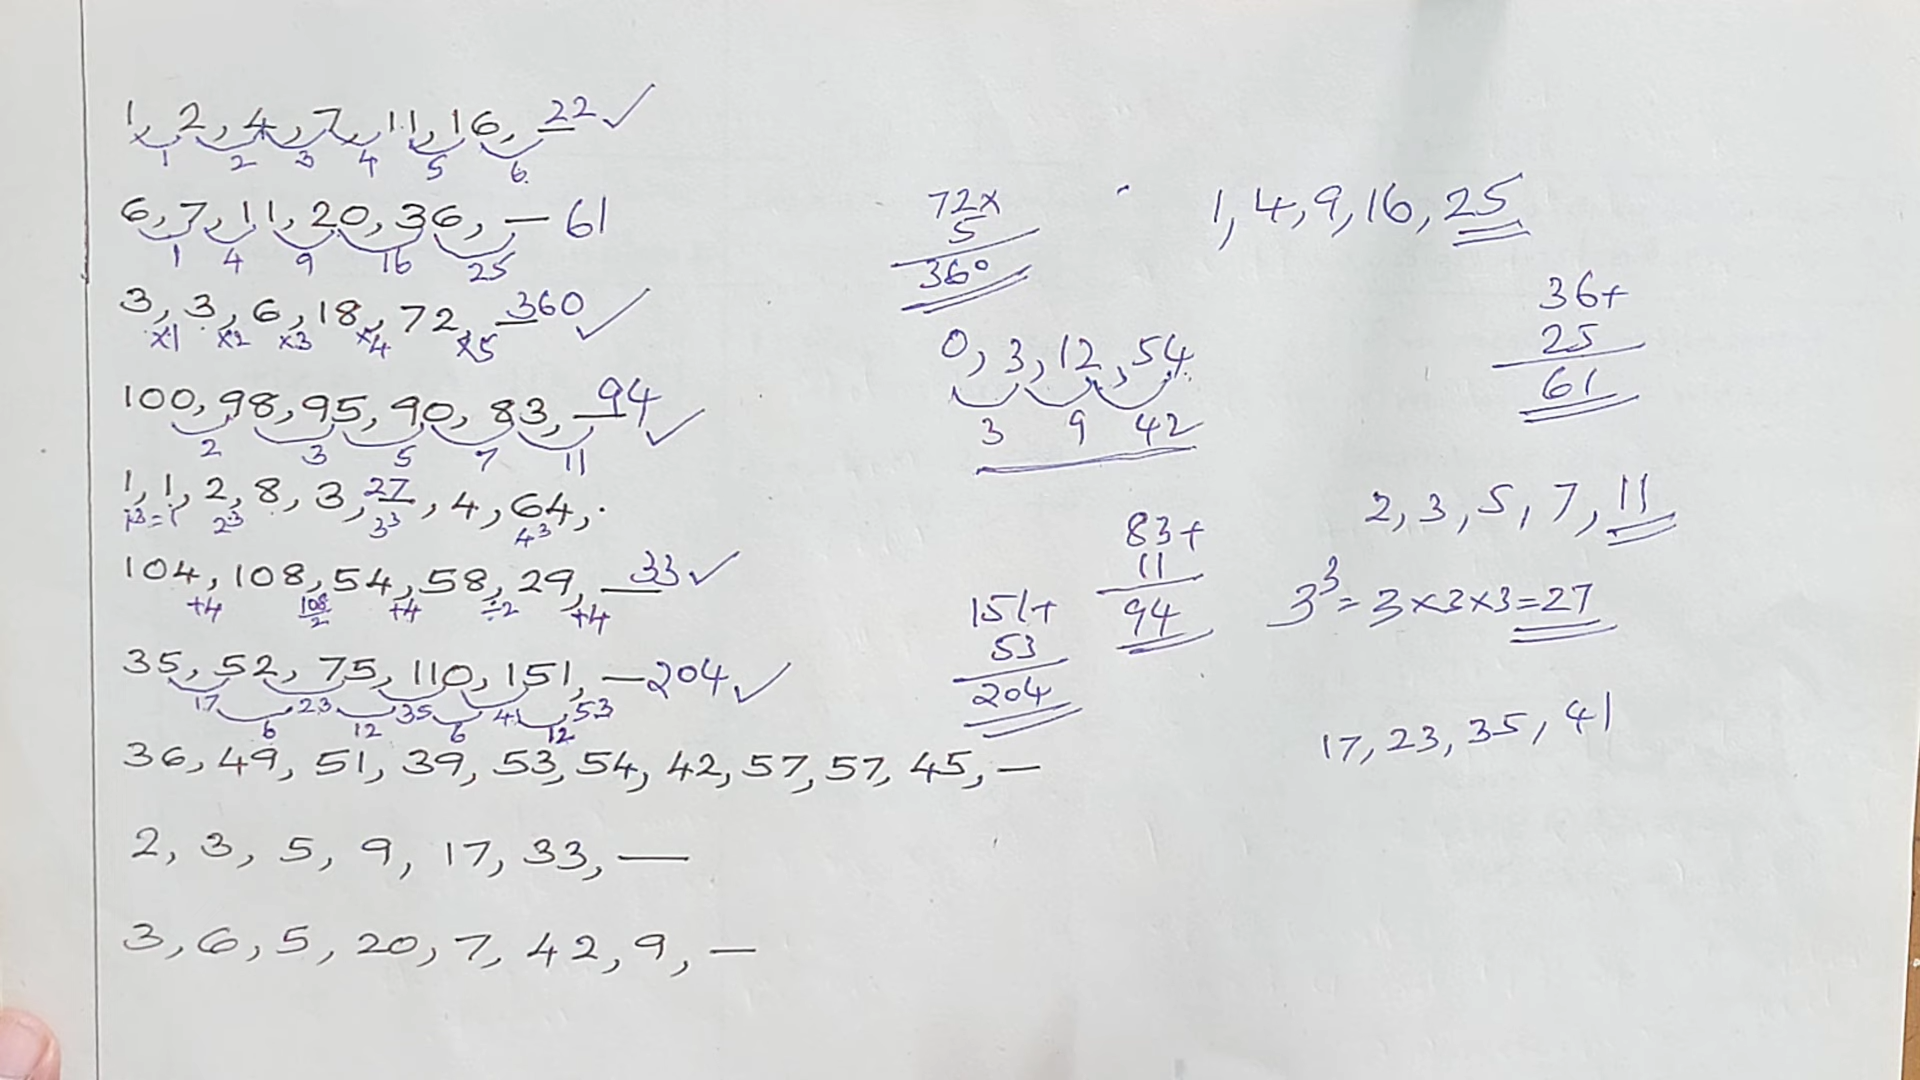 1, 2, 4, 7, 11, 16, 22 ✓
1 2 3 4 5 6
6, 7, 11, 20, 36, — 61
1 4 9 16 25
3, 3, 6, 18, 72, 360 ✓
×1 ×2 ×3 ×4 ×5
100, 98, 95, 90, 83, 94 ✓
2 3 5 7 11
1, 1, 2, 8, 3, 27, 4, 64, .
1³=1 2³ 3³ 4³
104, 108, 54, 58, 29, 33 ✓
+4 108/2 +4 ÷2 +4
35, 52, 75, 110, 151, — 204 ✓
17 23 35 41 53
6 12 6 12
36, 49, 51, 39, 53, 54, 42, 57, 57, 45, —
2, 3, 5, 9, 17, 33, —
3, 6, 5, 20, 7, 42, 9, —
72×
5
360
0, 3, 12, 54
3 9 42
83+
11
94
151+
53
204
1, 4, 9, 16, 25
36+
25
61
2, 3, 5, 7, 11
3³= 3×3×3=27
17, 23, 35, 41